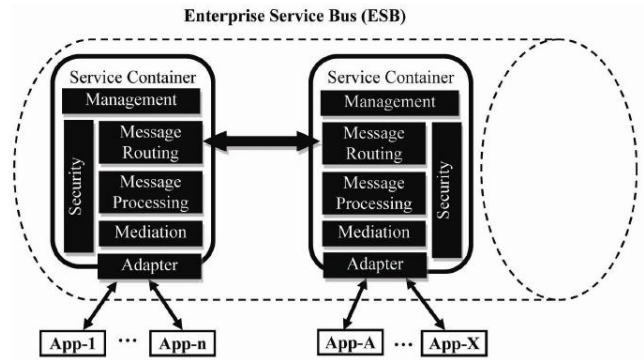 Enterprise Service Bus (ESB)
Service Container
Management
Security
Message
Routing
Message
Processing
Mediation
Adapter
App-1
...
App-n
Service Container
Management
Message
Routing
Message
Processing
Mediation
Security
Adapter
App-A
...
App-X